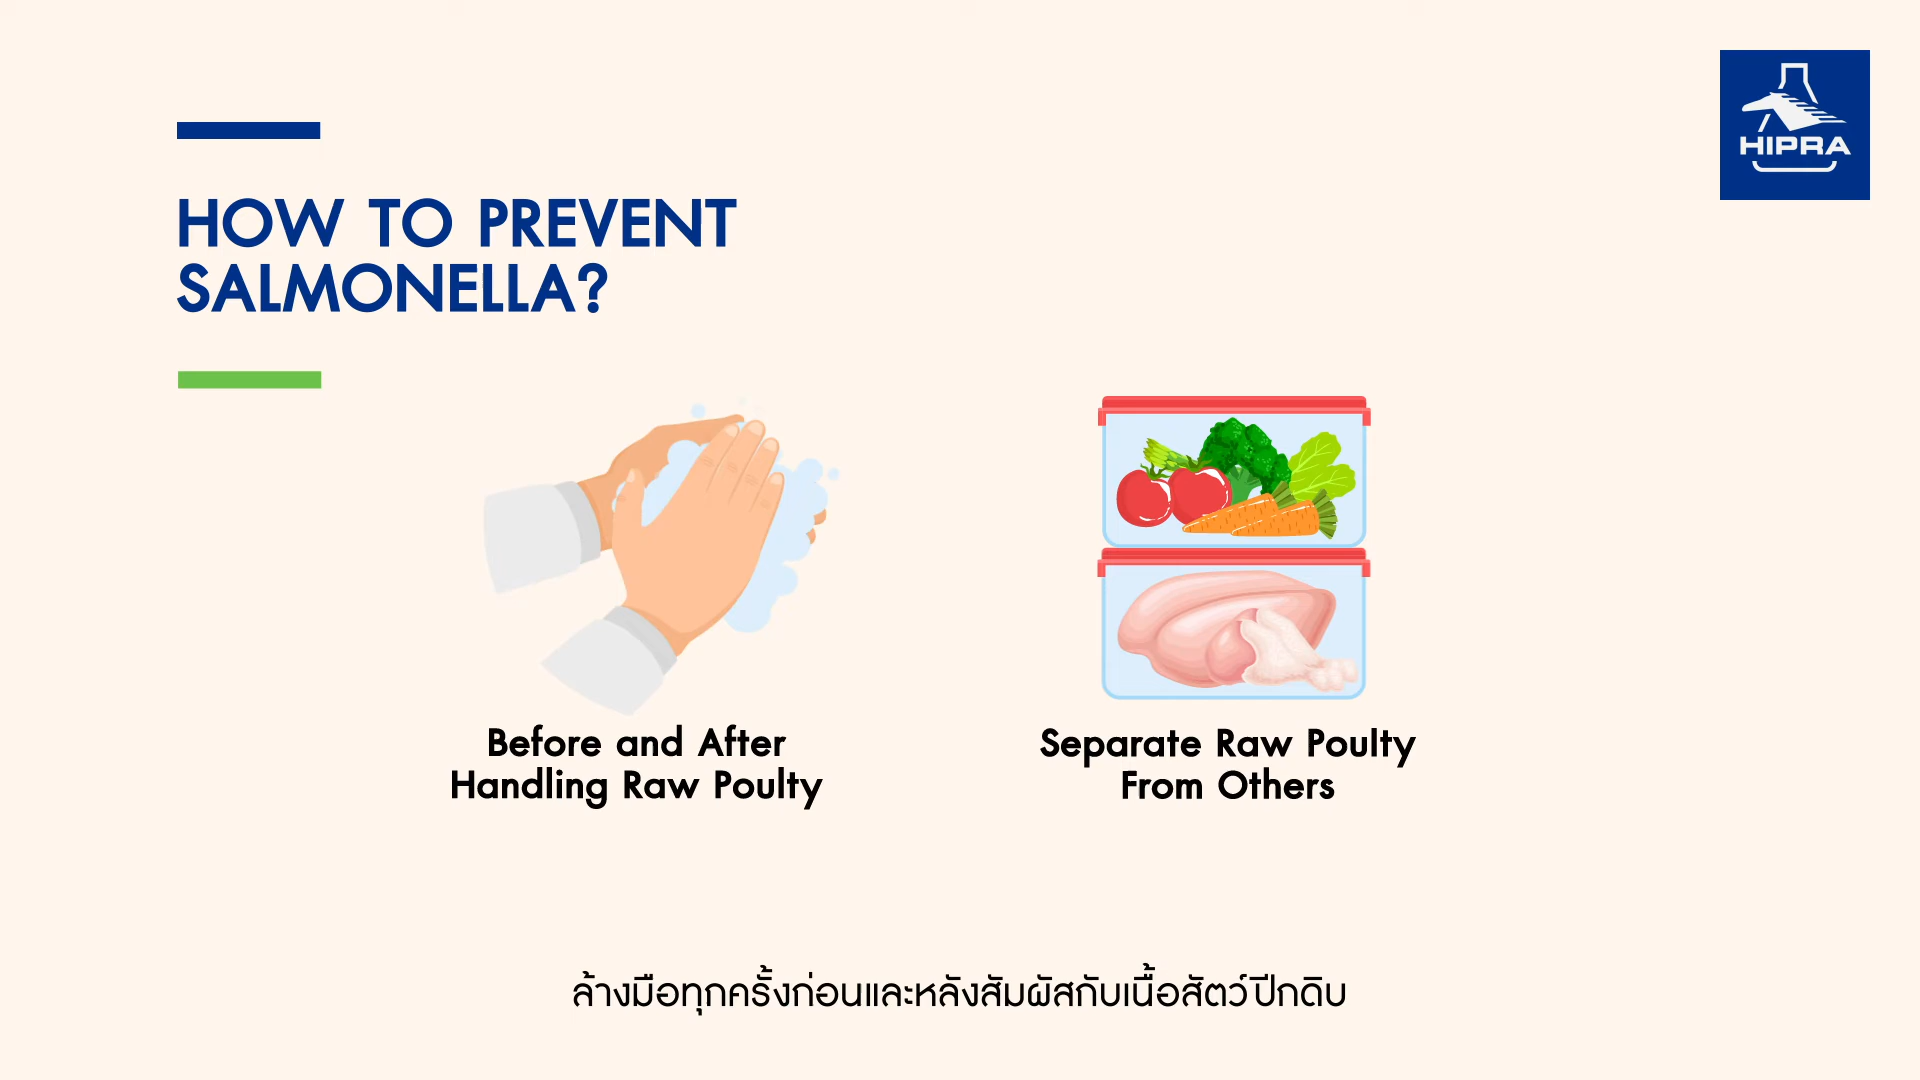 HIPRA
HOW TO PREVENT
SALMONELLA?
Before and After
Handling Raw Poulty
Separate Raw Poulty
From Others
ล้างมือทุกครั้งก่อนและหลังสัมผัสกับเนื้อสัตว์ปีกดิบ